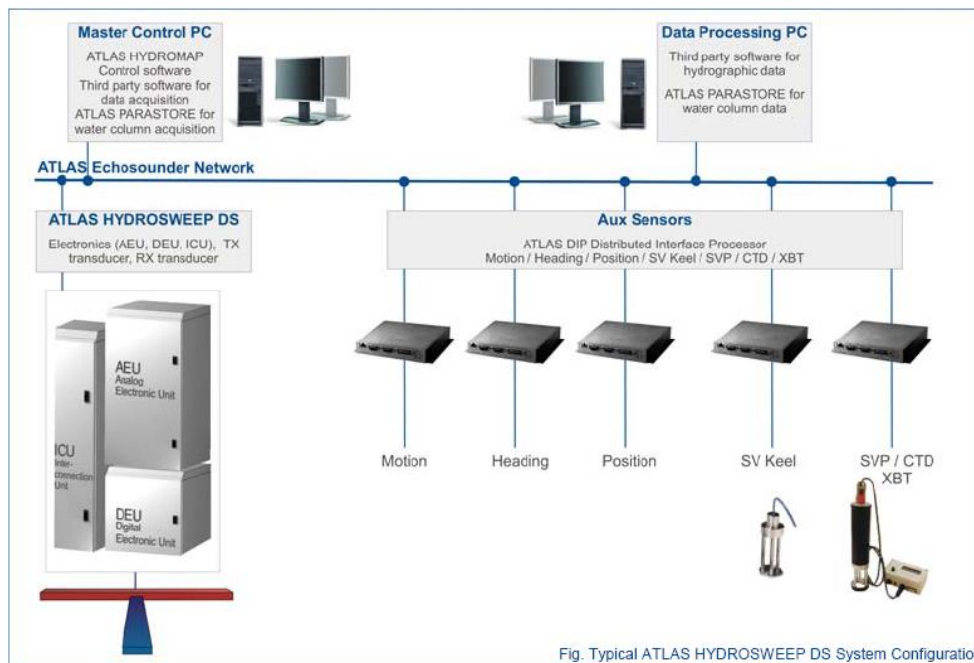 Master Control PC
ATLAS HYDROMAP
Control software
Third party software for
data acquisition
ATLAS PARASTORE for
water column acquisition
Data Processing PC
Third party software for
hydrographic data
ATLAS PARASTORE for
water column data
ATLAS Echosounder Network
ATLAS HYDROSWEEP DS
Electronics (AEU, DEU, ICU), TX
transducer, RX transducer
Aux Sensors
ATLAS DIP Distributed Interface Processor
Motion / Heading / Position / SV Keel / SVP / CTD / XBT
AEU
Analog
Electronic Unit
ICU
Inter-
connection
Unit
DEU
Digital
Electronic Unit
Motion
Heading
Position
SV Keel
SVP / CTD
XBT
Fig. Typical ATLAS HYDROSWEEP DS System Configuratio